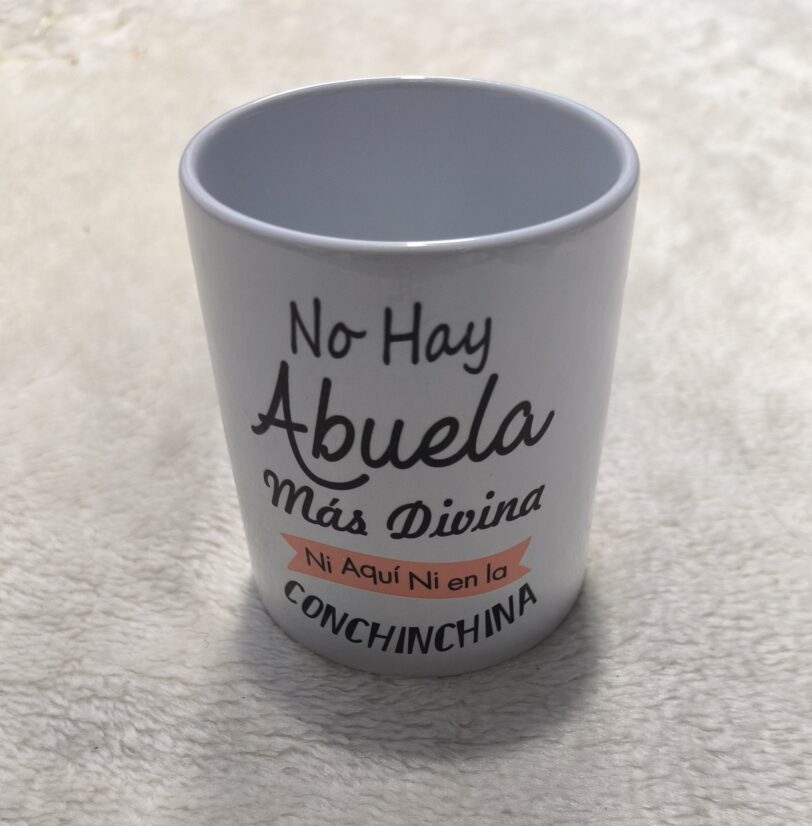 No Hay
Abuela
Más Divina
Ni Aquí Ni en la
CONCHINCHINA